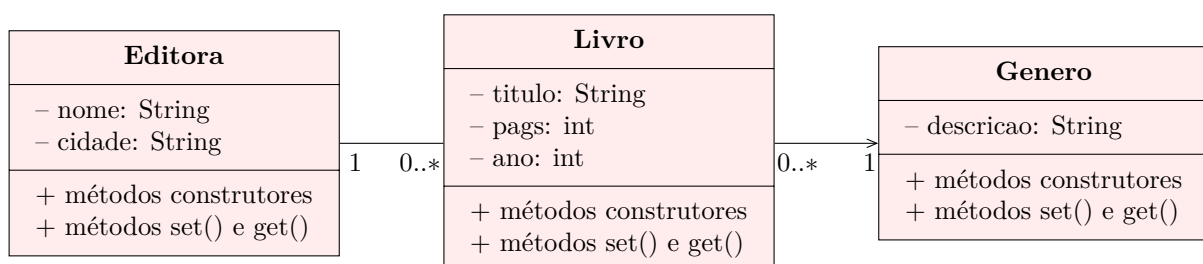 Editora
– nome: String
– cidade: String
+ métodos construtores
+ métodos set() e get()
1
0..*
Livro
– titulo: String
– pags: int
– ano: int
+ métodos construtores
+ métodos set() e get()
0..*
1
Genero
– descricao: String
+ métodos construtores
+ métodos set() e get()